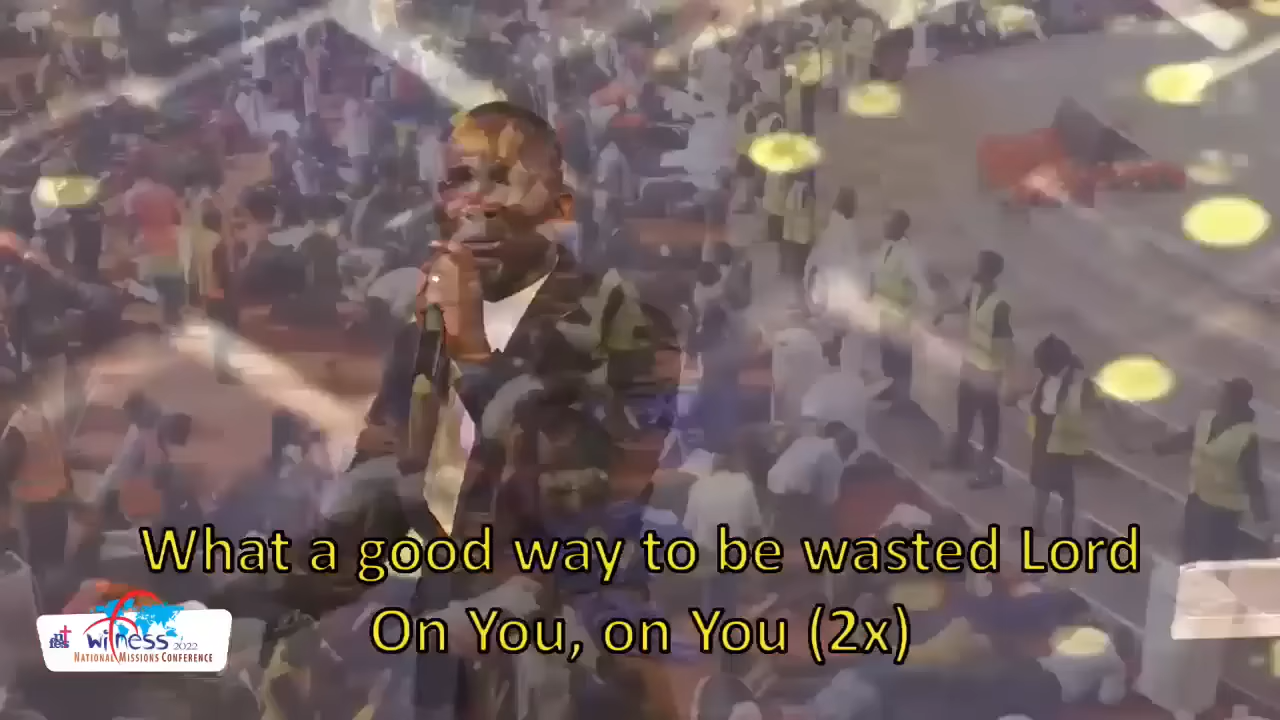 What a good way to be wasted Lord
On You, on You (2x)
witness 2022
NATIONAL MISSIONS CONFERENCE